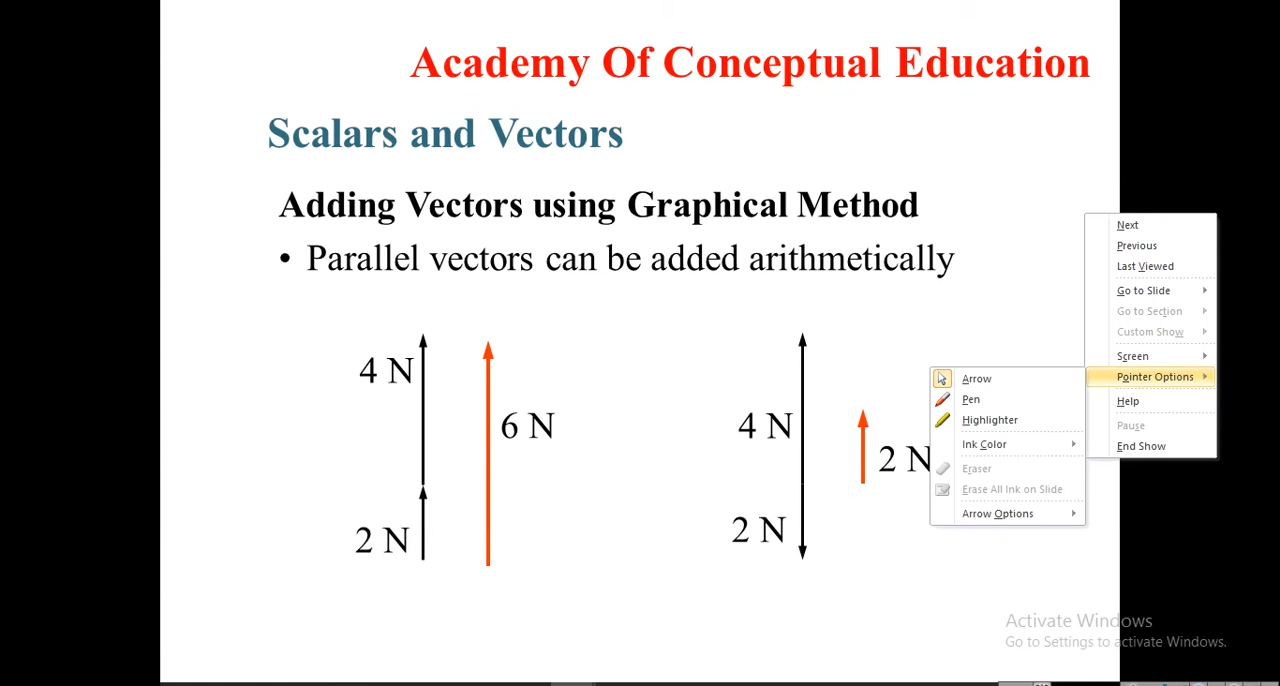 Academy Of Conceptual Education
Scalars and Vectors
Adding Vectors using Graphical Method
• Parallel vectors can be added arithmetically
4 N
6 N
2 N
4 N
2 N
2 N
Next
Previous
Last Viewed
Go to Slide
Go to Section
Custom Show
Screen
Pointer Options
Help
Pause
End Show
Arrow
Pen
Highlighter
Ink Color
Eraser
Erase All Ink on Slide
Arrow Options
Activate Windows
Go to Settings to activate Windows.